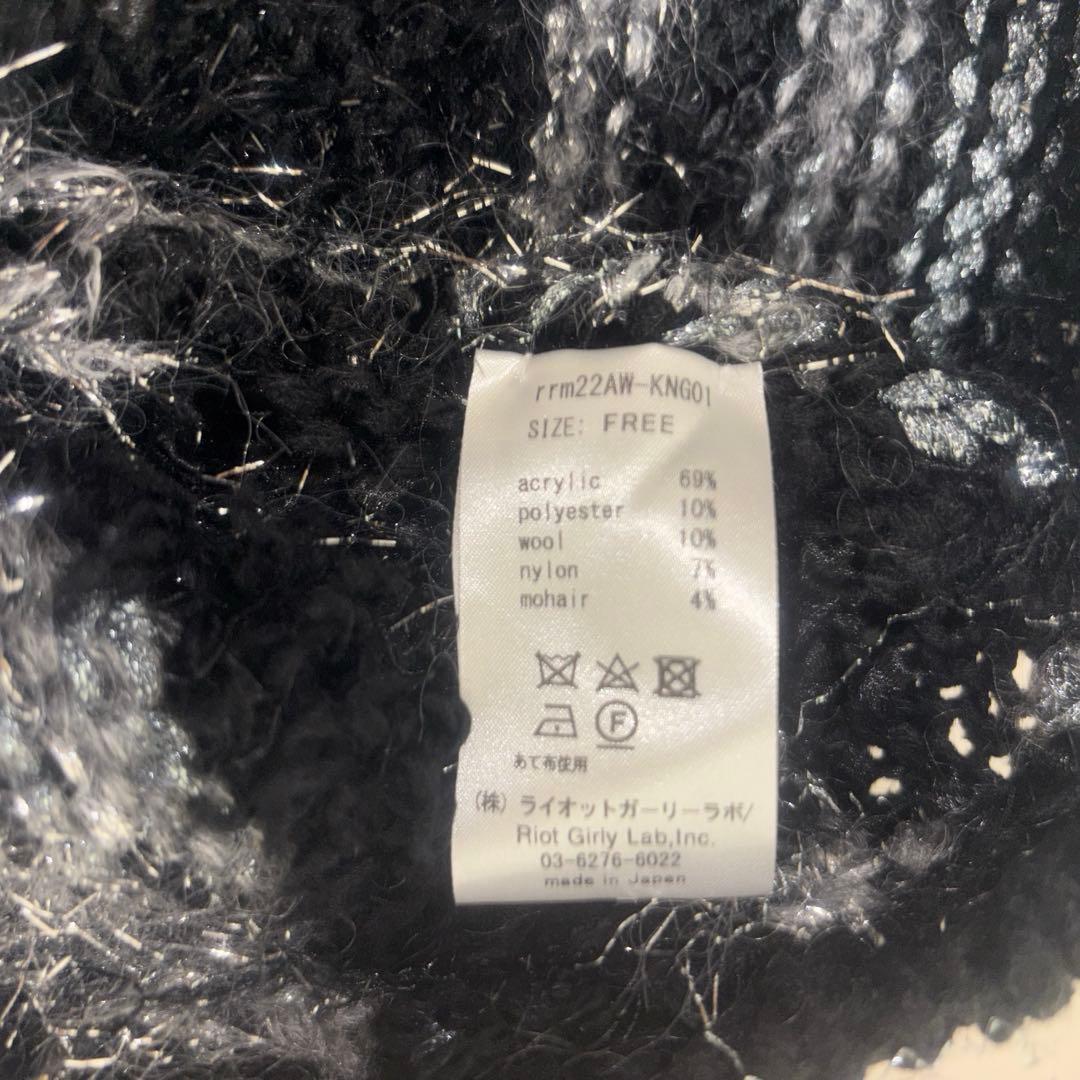 rrm22AW-KNG01
SIZE: FREE
acrylic 69%
polyester 10%
wool 10%
nylon 7%
mohair 4%
F
あて布使用
(株) ライオットガーリーラボ/
Riot Girly Lab,Inc.
03-6276-6022
made in Japan